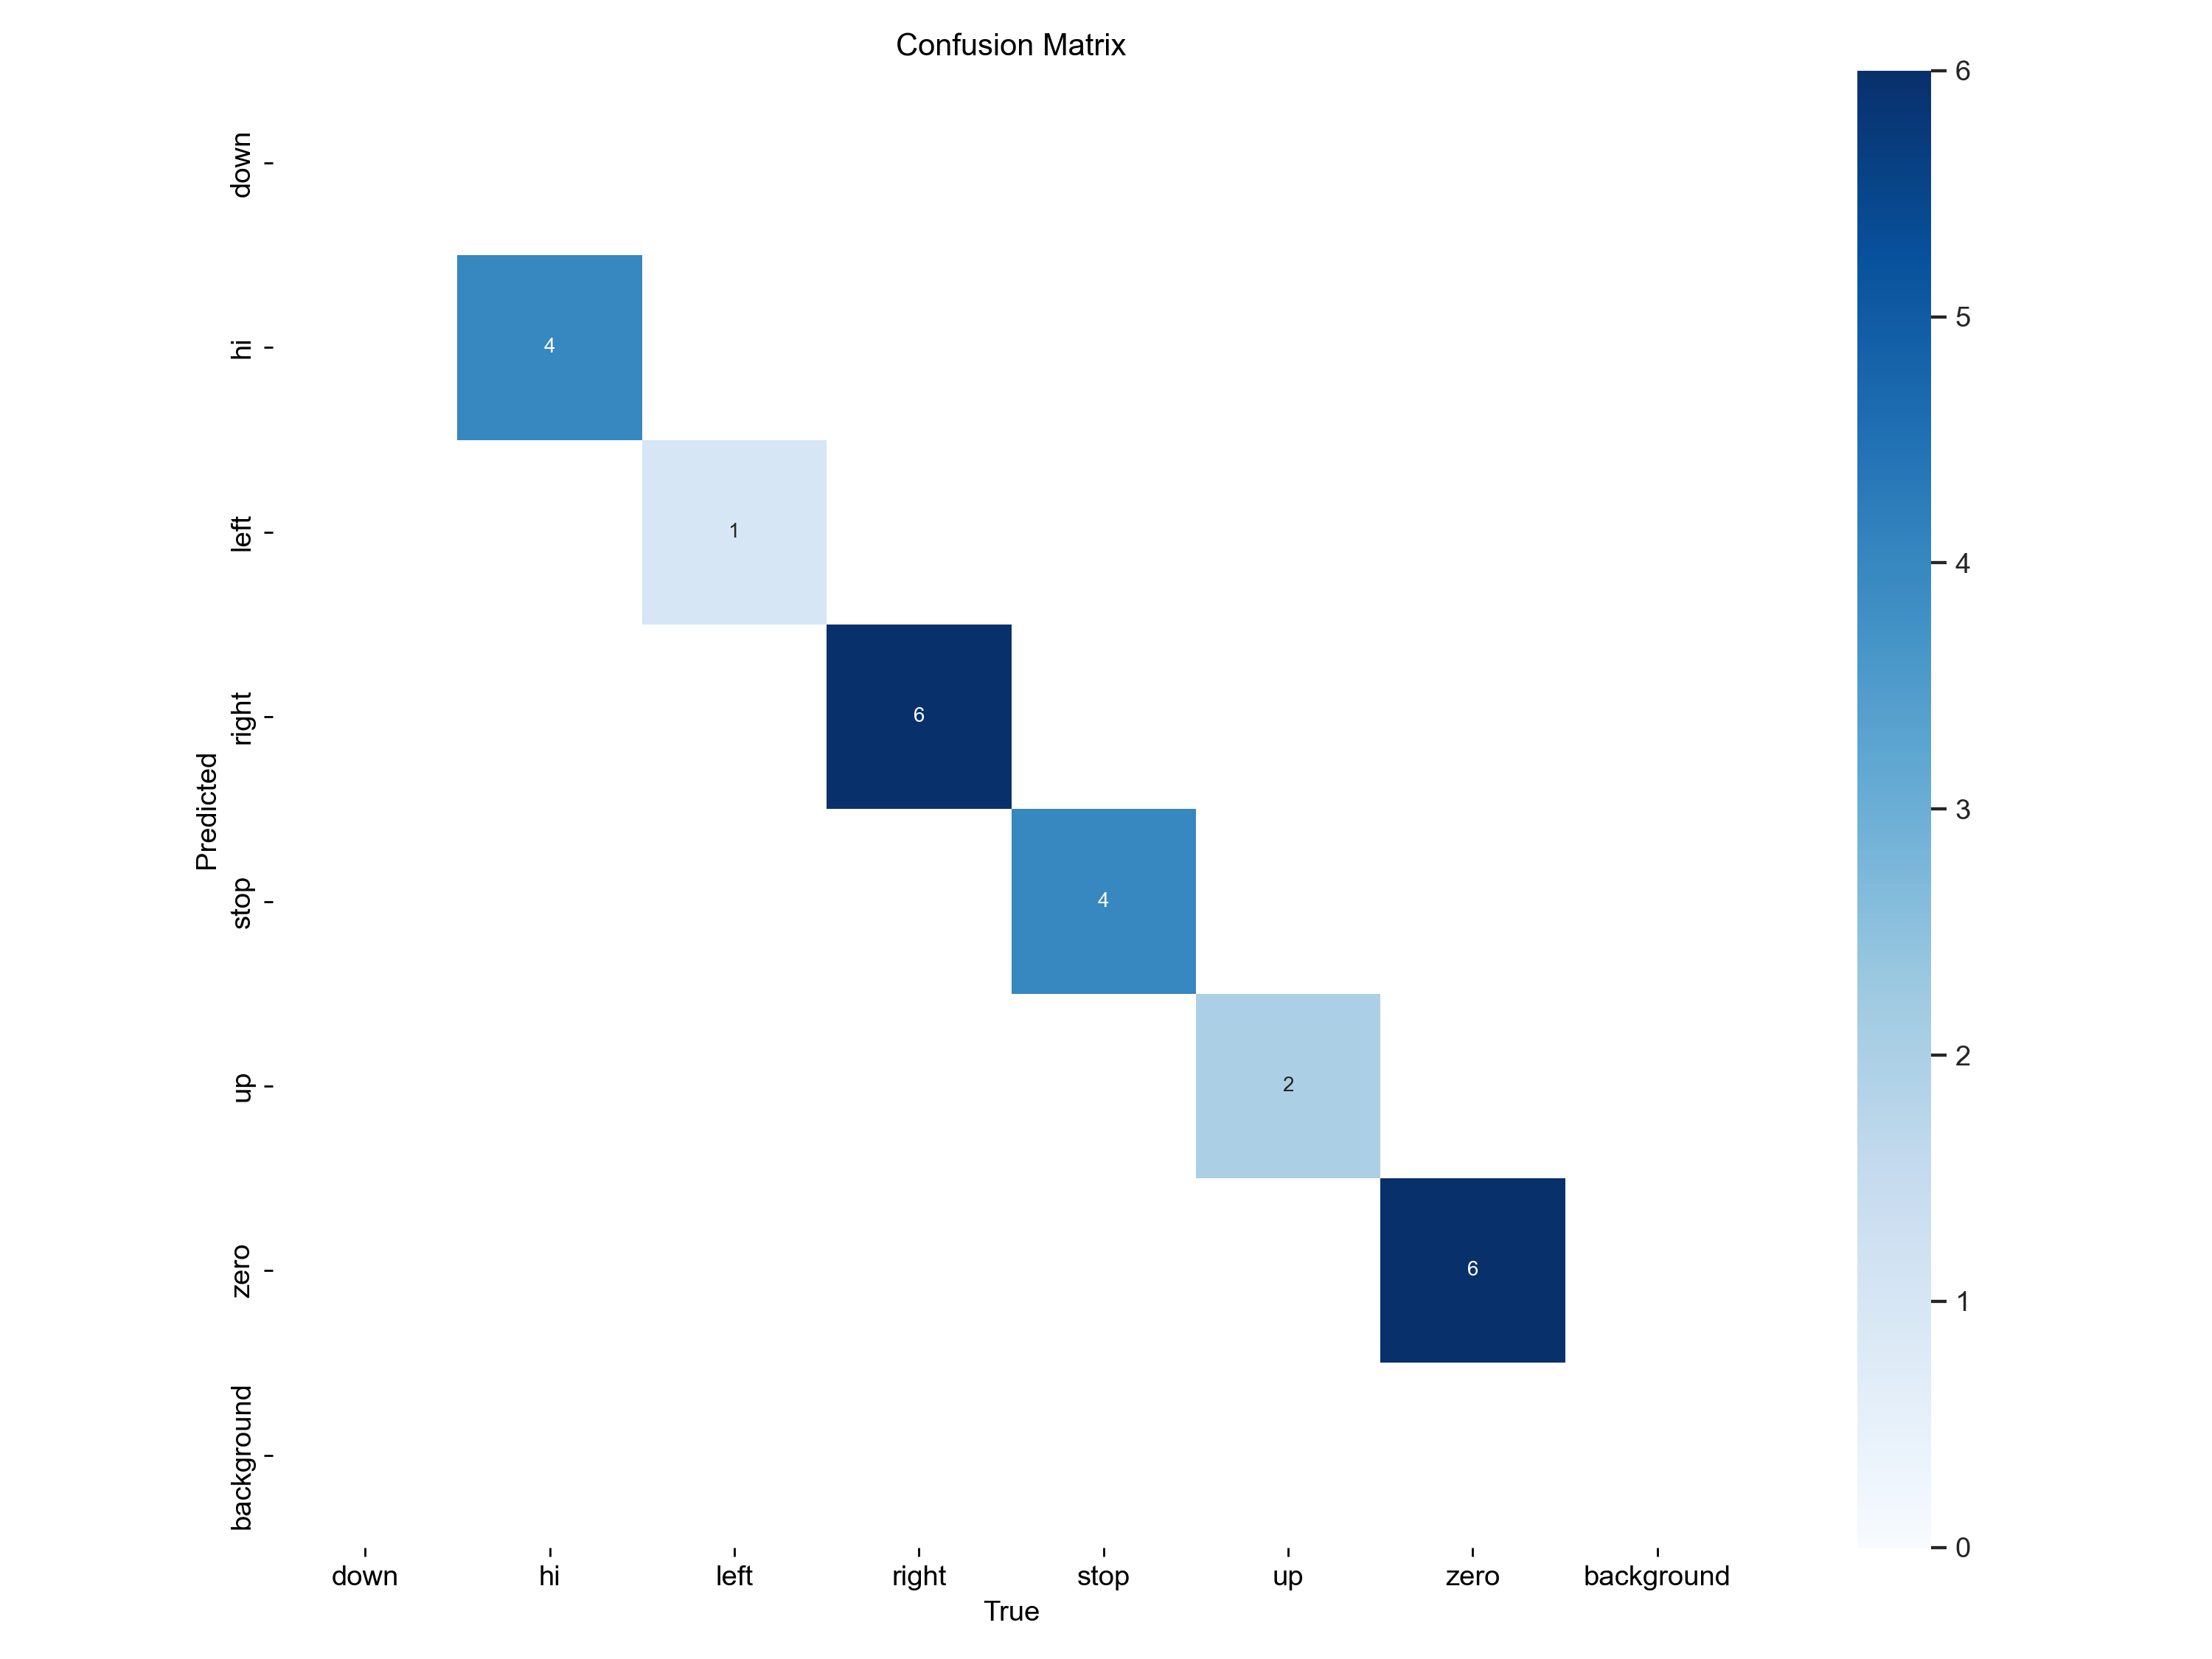 Confusion Matrix
down
hi
left
right
stop
up
zero
background
Predicted
4
1
6
4
2
6
down hi left right stop up zero background
True
6
5
4
3
2
1
0